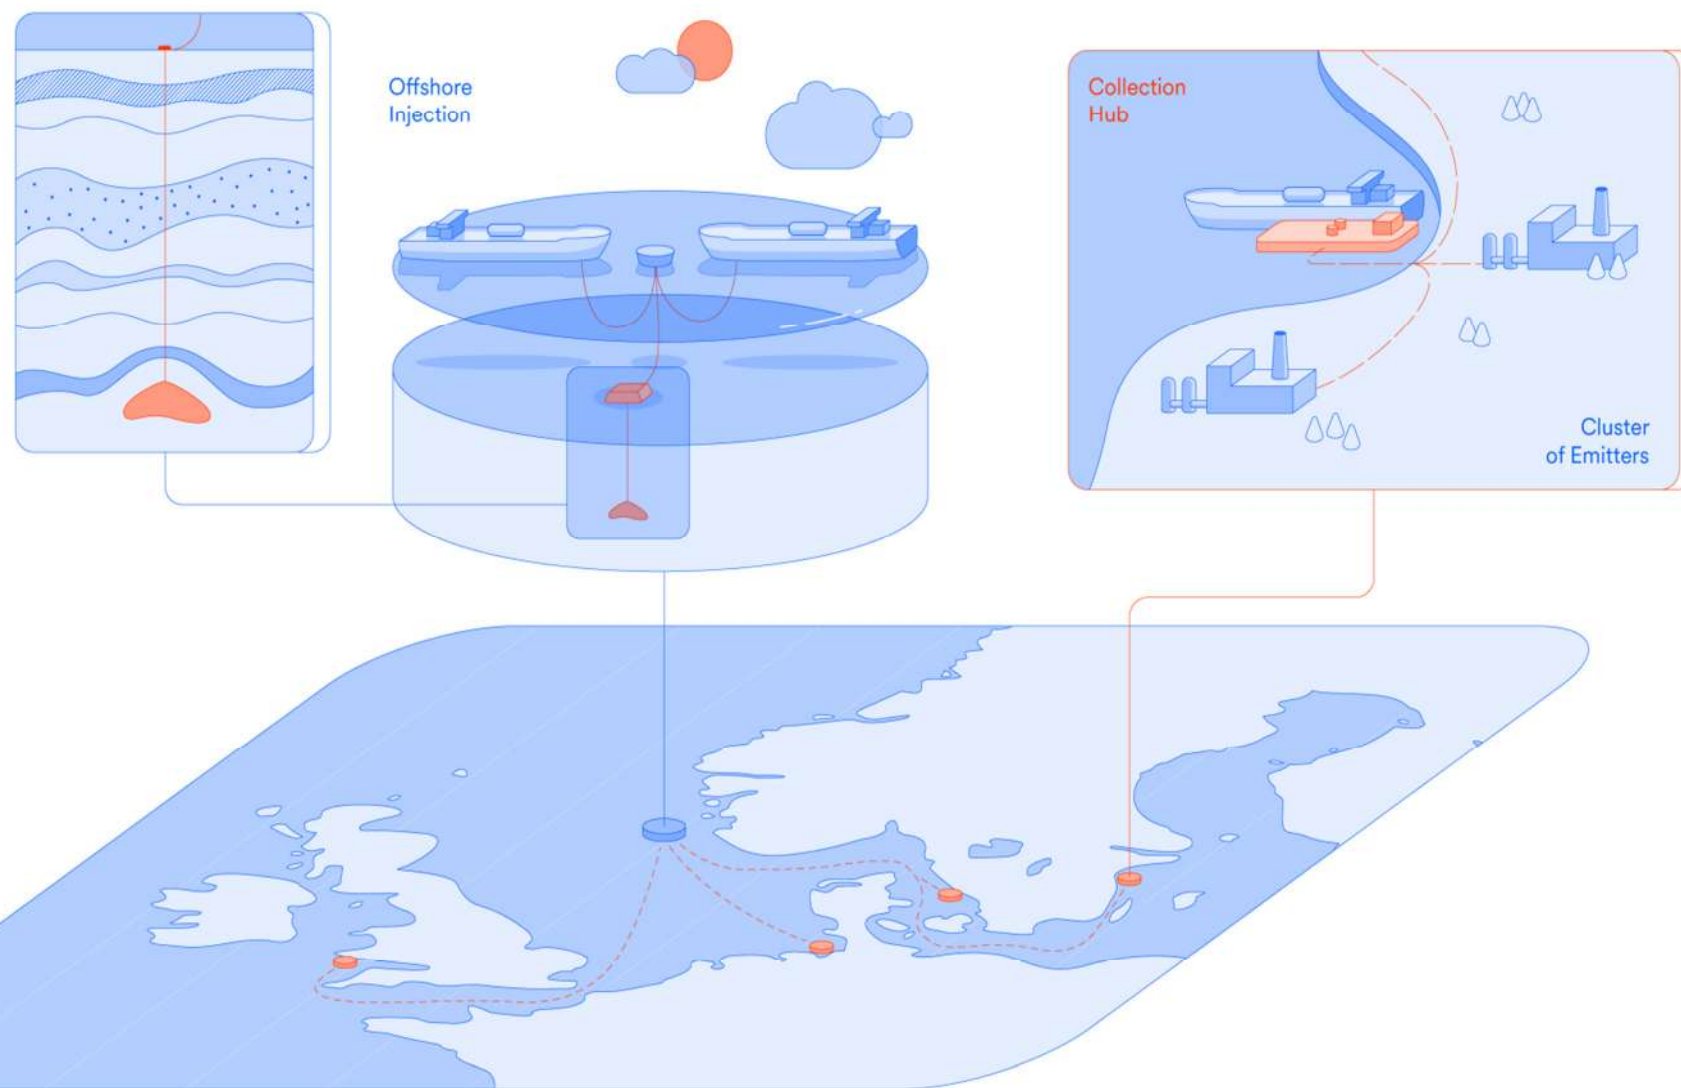 Offshore
Injection
Collection
Hub
Cluster
of Emitters